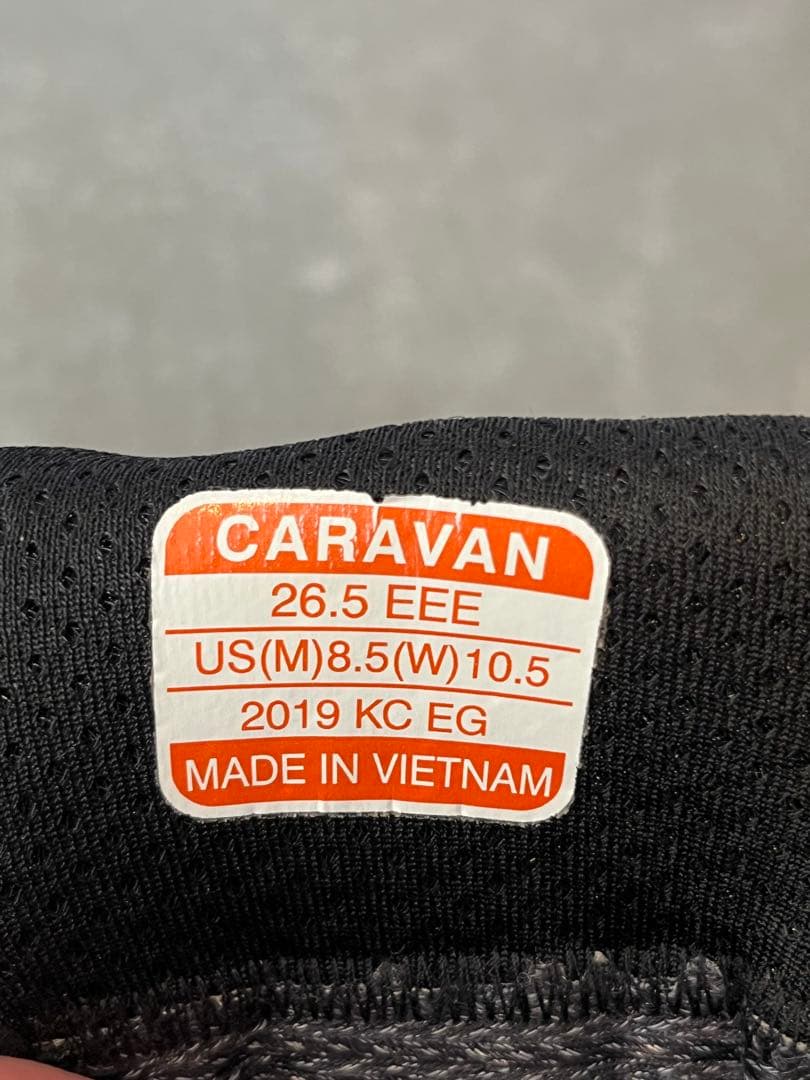 CARAVAN
26.5 EEE
US(M)8.5(W)10.5
2019 KC EG
MADE IN VIETNAM